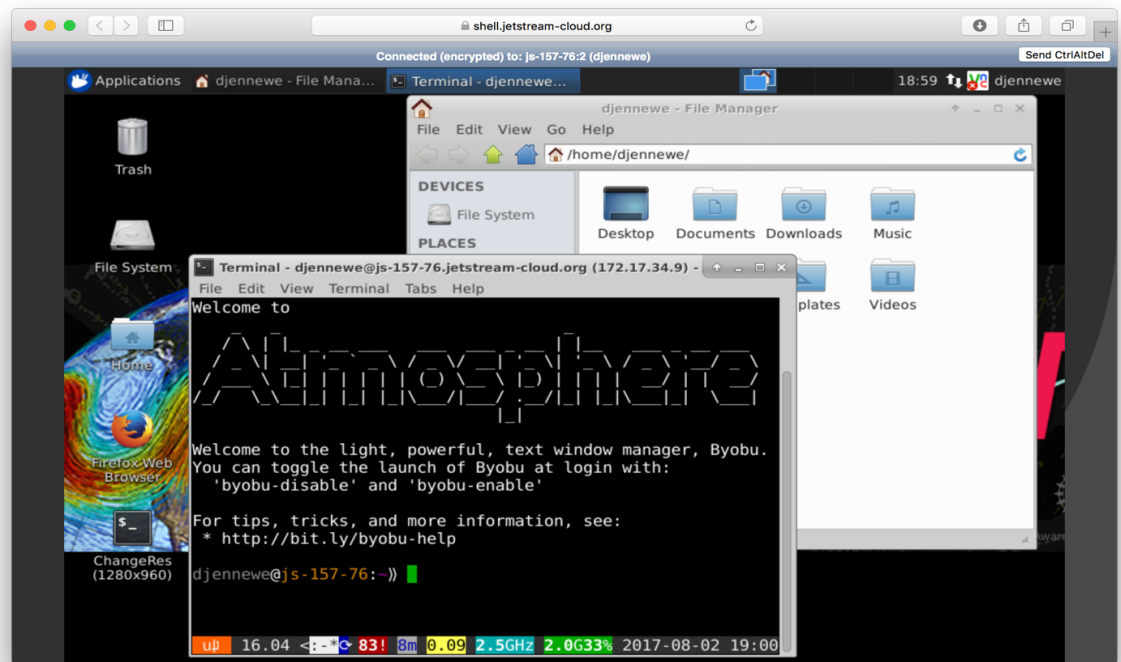 shell.jetstream-cloud.org
Connected (encrypted) to: js-157-76:2 (djennewe)
Send CtrlAltDel
Applications
djennewe - File Mana...
Terminal - djennewe...
18:59
djennewe
djennewe - File Manager
File Edit View Go Help
/home/djennewe/
DEVICES
File System
PLACES
Desktop
Documents
Downloads
Music
plates
Videos
Trash
File System
Home
Firefox Web
Browser
ChangeRes
(1280x960)
Terminal - djennewe@js-157-76.jetstream-cloud.org (172.17.34.9) -
File Edit View Terminal Tabs Help
Welcome to
Atmosphere
Welcome to the light, powerful, text window manager, Byobu.
You can toggle the launch of Byobu at login with:
'byobu-disable' and 'byobu-enable'
For tips, tricks, and more information, see:
* http://bit.ly/byobu-help
djennewe@js-157-76:~⟫
16.04 <:-*⟳ 83! 8m 0.09 2.5GHz 2.0G33% 2017-08-02 19:00